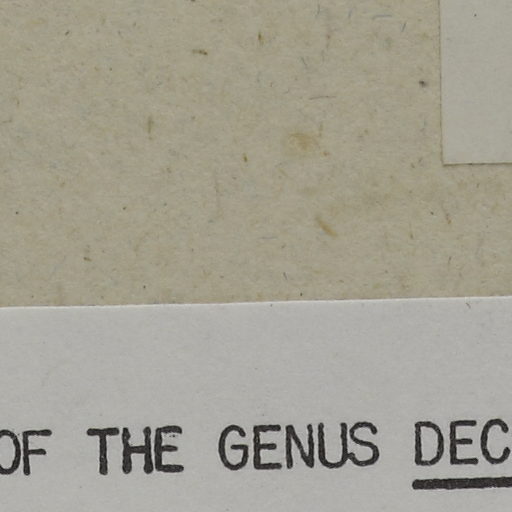 OF THE GENUS DEC